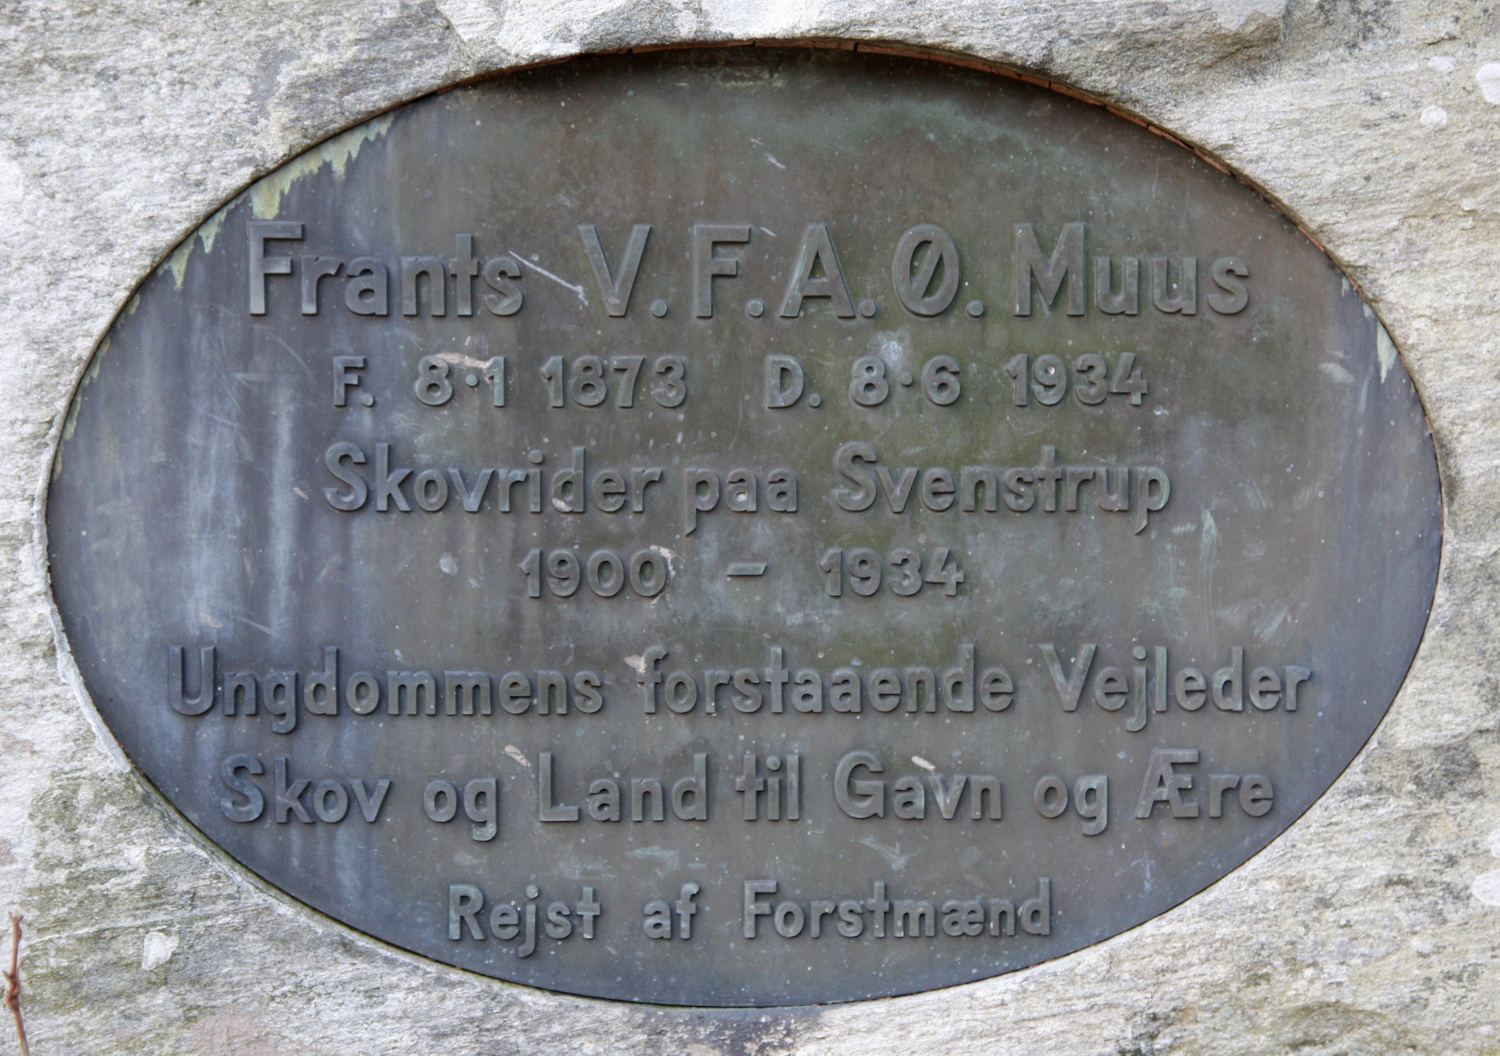 Frants V.F.A.Ø. Muus
F. 8·1 1873 D. 8·6 1934
Skovrider paa Svenstrup
1900 - 1934
Ungdommens forstaaende Vejleder
Skov og Land til Gavn og Ære
Rejst af Forstmænd